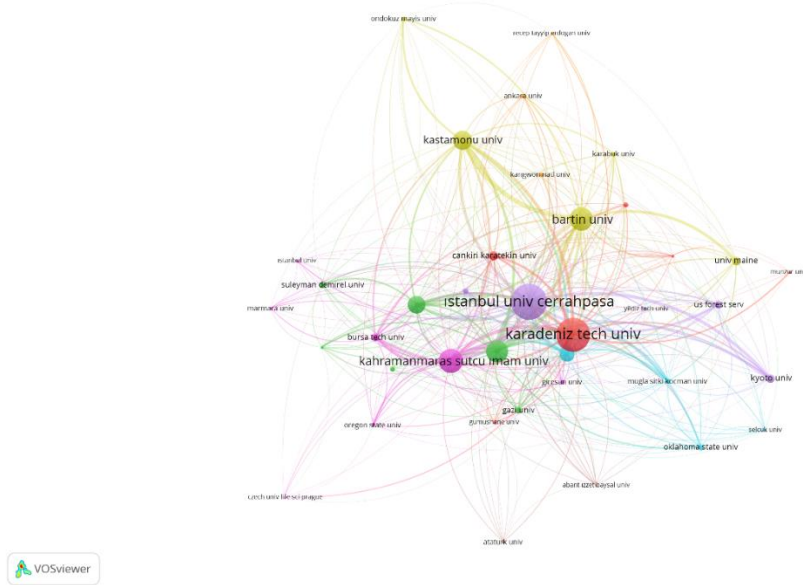 ondokuz mayis univ
recep tayyip erdogan univ
ankara univ
kastamonu univ
karabuk univ
kangwon natl univ
bartin univ
cankiri karatekin univ
univ maine
istanbul univ
suleyman demirel univ
ıstanbul univ cerrahpasa
us forest serv
marmara univ
yildiz tech univ
karadeniz tech univ
bursa tech univ
kahramanmaras sutcu imam univ
giresun univ
mugla sitki kocman univ
kyoto univ
gazi univ
gumushane univ
oregon state univ
selcuk univ
oklahoma state univ
abant izzet baysal univ
czech univ life sci prague
ataturk univ
VOSviewer